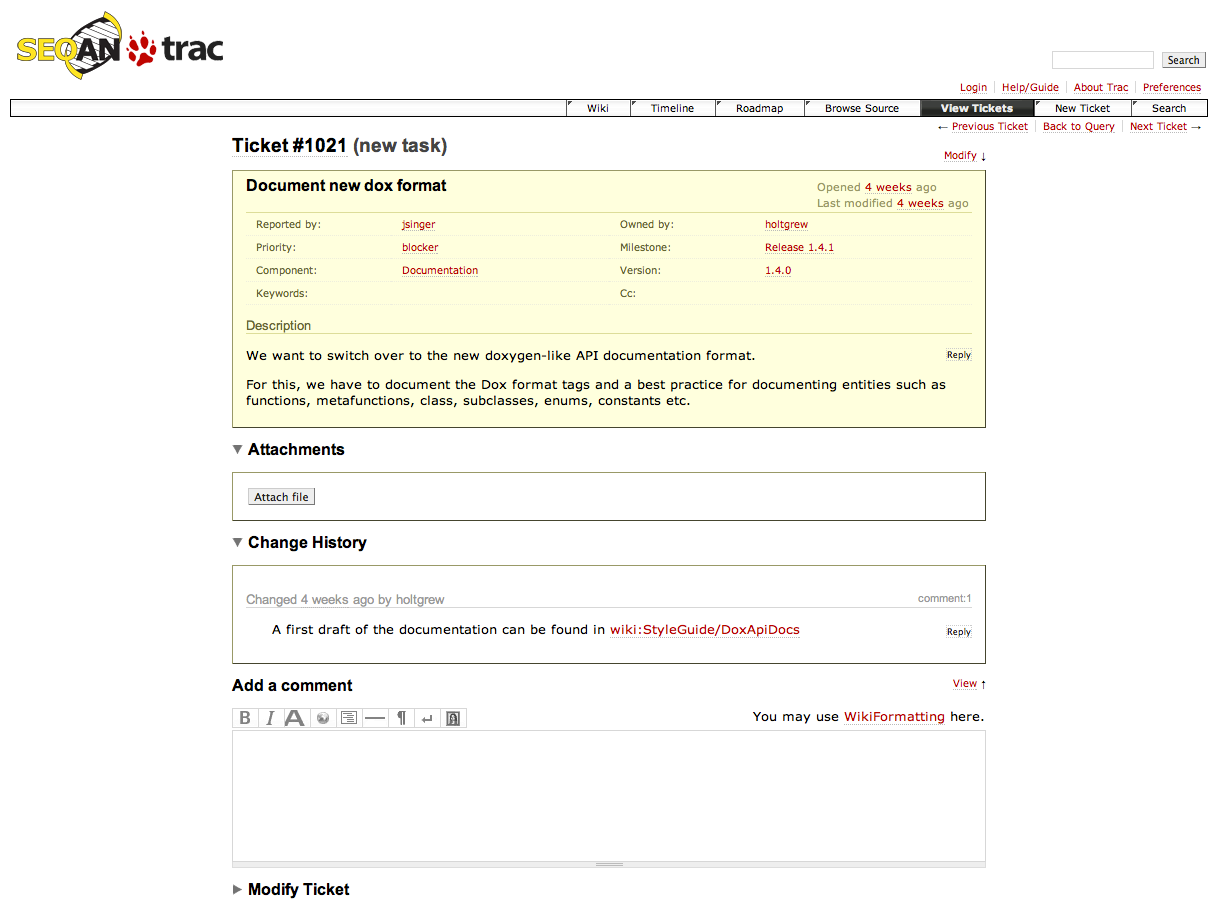 SEQAN trac
Search
Login Help/Guide About Trac Preferences
Wiki Timeline Roadmap Browse Source View Tickets New Ticket Search
← Previous Ticket Back to Query Next Ticket →
Ticket #1021 (new task)
Modify ↓
Document new dox format
Opened 4 weeks ago
Last modified 4 weeks ago
Reported by: jsinger Owned by: holtgrew
Priority: blocker Milestone: Release 1.4.1
Component: Documentation Version: 1.4.0
Keywords: Cc:
Description
We want to switch over to the new doxygen-like API documentation format. Reply
For this, we have to document the Dox format tags and a best practice for documenting entities such as
functions, metafunctions, class, subclasses, enums, constants etc.
Attachments
Attach file
Change History
Changed 4 weeks ago by holtgrew comment:1
A first draft of the documentation can be found in wiki:StyleGuide/DoxApiDocs Reply
Add a comment View ↑
B I A ¶ ↵ You may use WikiFormatting here.
Modify Ticket